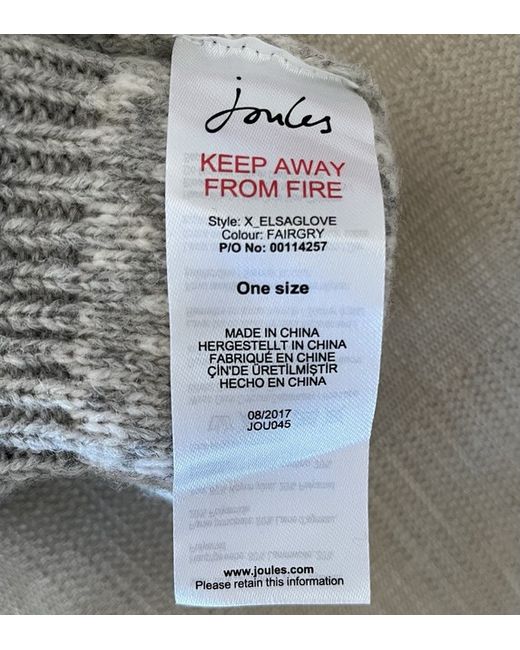 Joules
KEEP AWAY
FROM FIRE
Style: X_ELSAGLOVE
Colour: FAIRGRY
P/O No: 00114257
One size
MADE IN CHINA
HERGESTELLT IN CHINA
FABRIQUÉ EN CHINE
ÇİN'DE ÜRETİLMİŞTİR
HECHO EN CHINA
08/2017
JOU045
www.joules.com
Please retain this information